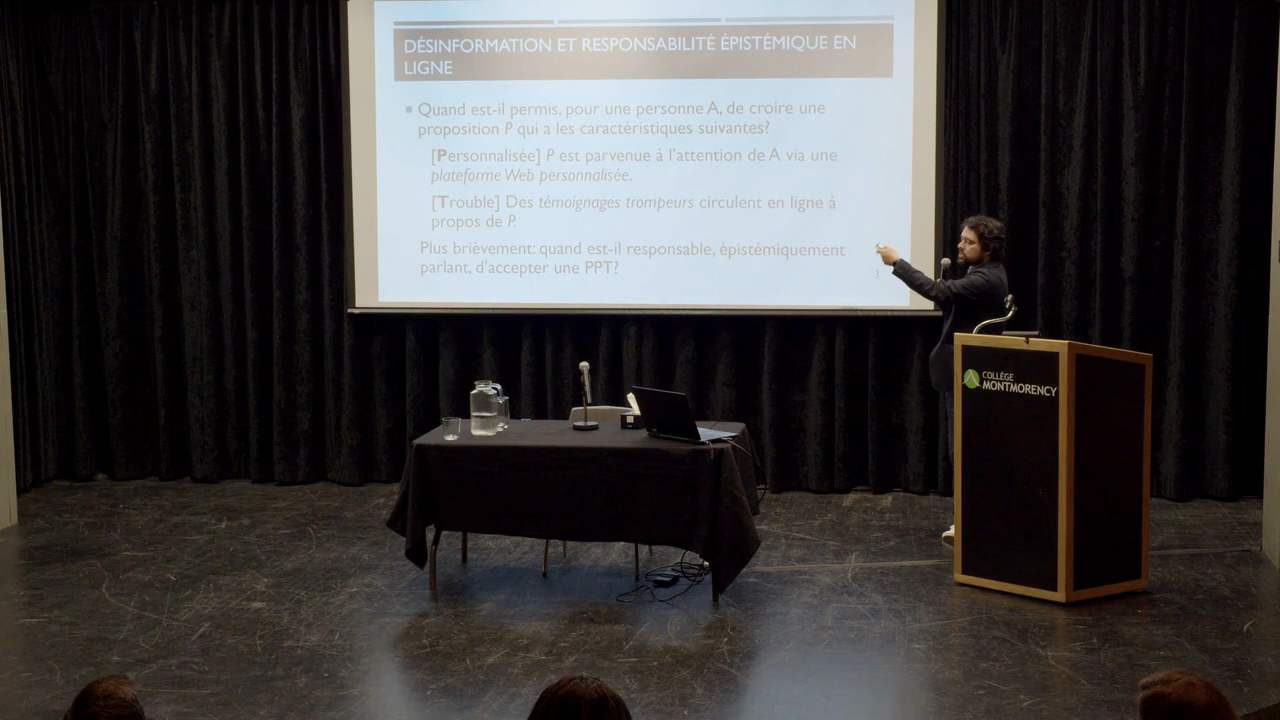 DÉSINFORMATION ET RESPONSABILITÉ ÉPISTÉMIQUE EN
LIGNE
Quand est-il permis, pour une personne A, de croire une
proposition P qui a les caractéristiques suivantes?
[Personnalisée] P est parvenue à l'attention de A via une
plateforme Web personnalisée.
[Trouble] Des témoignages trompeurs circulent en ligne à
propos de P.
Plus brièvement: quand est-il responsable, épistémiquement
parlant, d'accepter une PPT?
3
COLLÈGE
MONTMORENCY